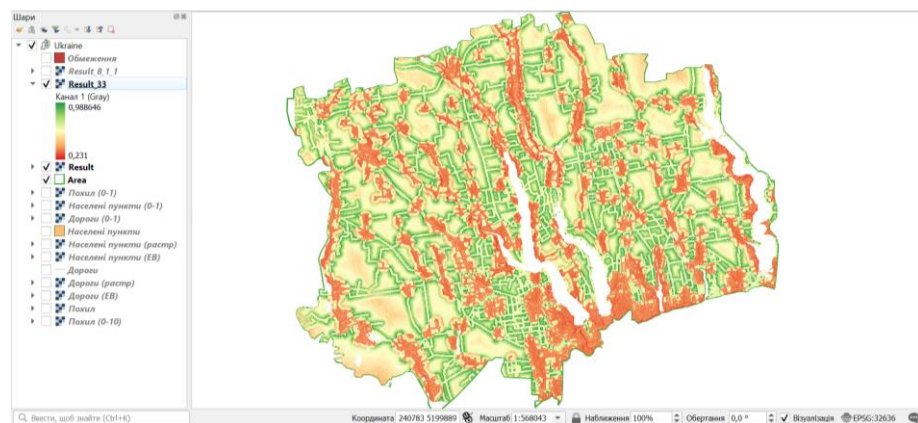 Шари
Ukraine
Обмеження
Result_8_1_1
Result_33
Канал 1 (Gray)
0,988646
0,231
Result
Area
Похил (0-1)
Населені пункти (0-1)
Дороги (0-1)
Населені пункти
Населені пункти (растр)
Населені пункти (ЕВ)
Дороги
Дороги (растр)
Дороги (ЕВ)
Похил
Похил (0-10)
Ввести, щоб знайти (Ctrl+K) Координата 240783 5199889 Масштаб 1:568043 Наближення 100% Обертання 0,0 ° Візуалізація EPSG:32636